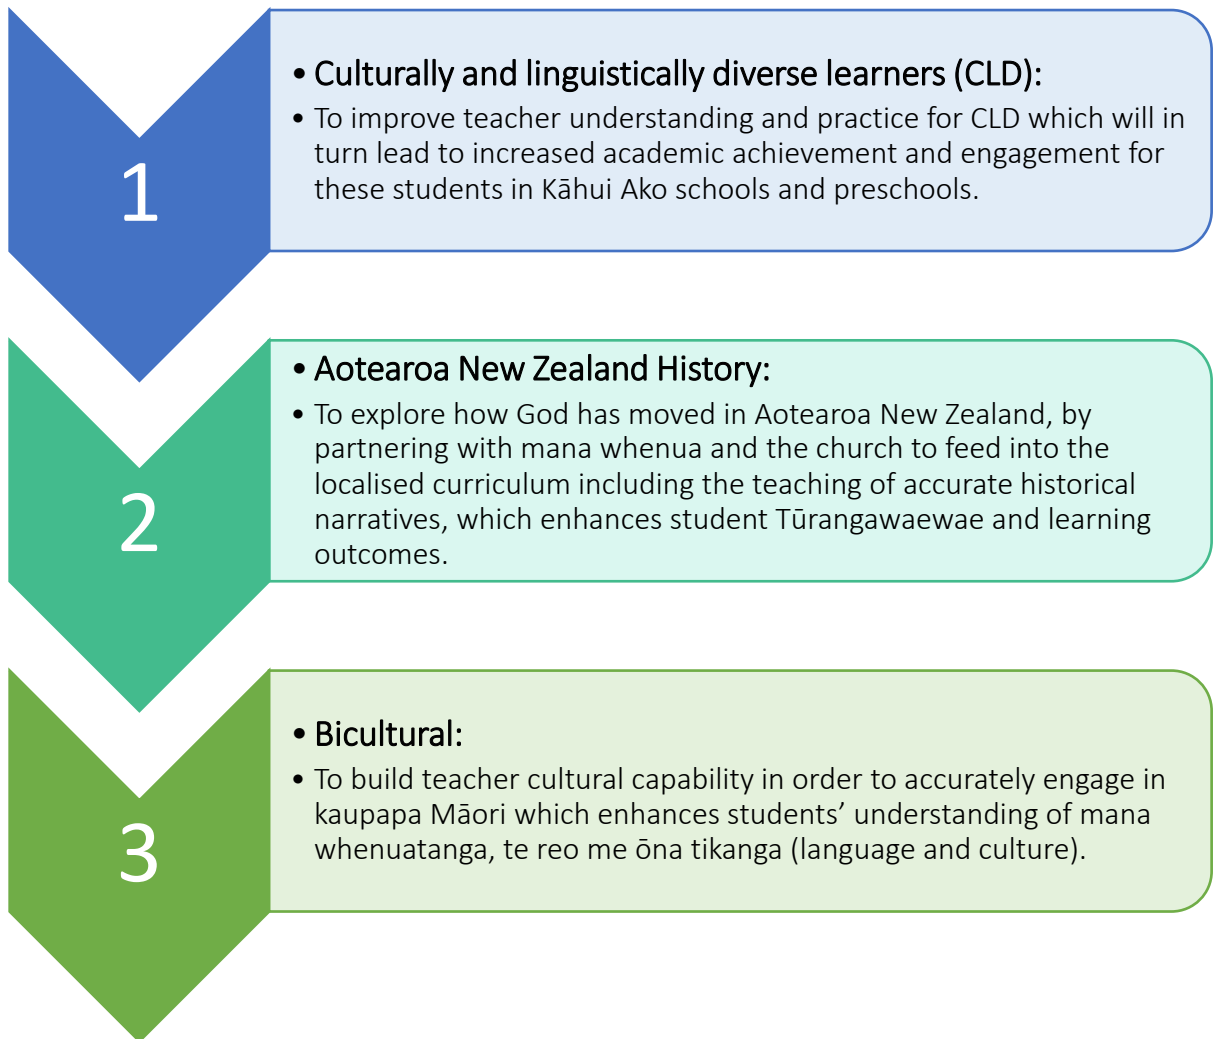 1
• Culturally and linguistically diverse learners (CLD):
• To improve teacher understanding and practice for CLD which will in
turn lead to increased academic achievement and engagement for
these students in Kāhui Ako schools and preschools.
2
• Aotearoa New Zealand History:
• To explore how God has moved in Aotearoa New Zealand, by
partnering with mana whenua and the church to feed into the
localised curriculum including the teaching of accurate historical
narratives, which enhances student Tūrangawaewae and learning
outcomes.
3
• Bicultural:
• To build teacher cultural capability in order to accurately engage in
kaupapa Māori which enhances students’ understanding of mana
whenuatanga, te reo me ōna tikanga (language and culture).